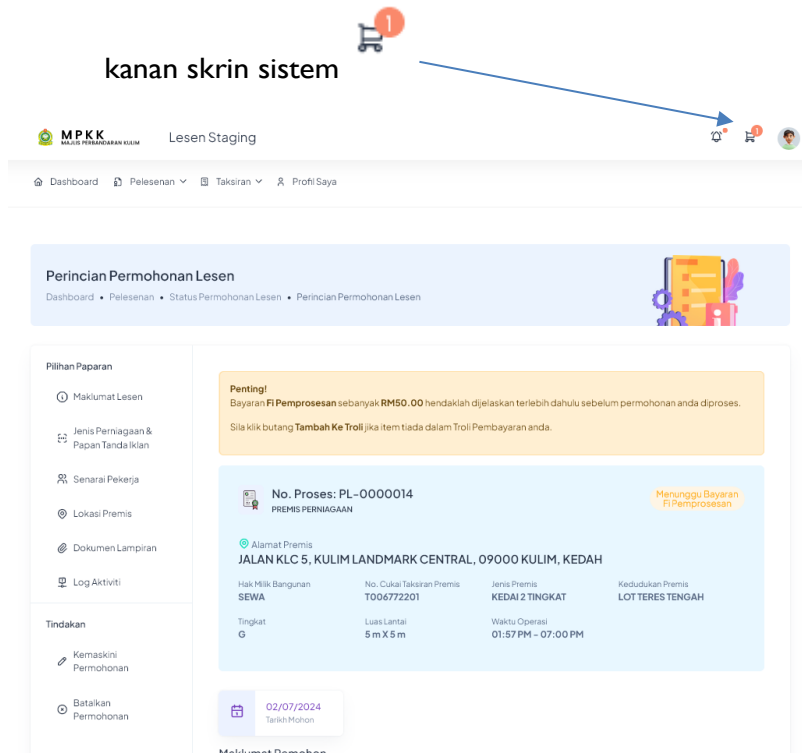 1
kanan skrin sistem
MPKK
MAJLIS PERBANDARAN KULIM
Lesen Staging
1
Dashboard Pelesenan Taksiran Profil Saya
Perincian Permohonan Lesen
Dashboard • Pelesenan • Status Permohonan Lesen • Perincian Permohonan Lesen
Pilihan Paparan
Maklumat Lesen
Jenis Perniagaan &
Papan Tanda Iklan
Senarai Pekerja
Lokasi Premis
Dokumen Lampiran
Log Aktiviti
Tindakan
Kemaskini
Permohonan
Batalkan
Permohonan
Penting!
Bayaran Fi Pemprosesan sebanyak RM50.00 hendaklah dijelaskan terlebih dahulu sebelum permohonan anda diproses.
Sila klik butang Tambah Ke Troli jika item tiada dalam Troli Pembayaran anda.
No. Proses: PL-0000014
PREMIS PERNIAGAAN
Menunggu Bayaran
Fi Pemprosesan
Alamat Premis
JALAN KLC 5, KULIM LANDMARK CENTRAL, 09000 KULIM, KEDAH
Hak Milik Bangunan No. Cukai Taksiran Premis Jenis Premis Kedudukan Premis
SEWA T006772201 KEDAI 2 TINGKAT LOT TERES TENGAH
Tingkat Luas Lantai Waktu Operasi
G 5 m X 5 m 01:57 PM - 07:00 PM
02/07/2024
Tarikh Mohon
Maklumat Pemohon